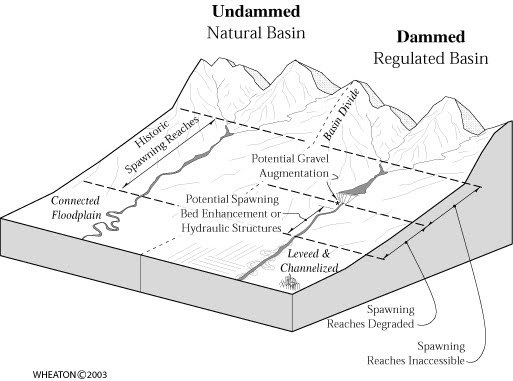 Undammed
Natural Basin
Dammed
Regulated Basin
Historic
Spawning Reaches
Basin Divide
Potential Gravel
Augmentation
Connected
Floodplain
Potential Spawning
Bed Enhancement or
Hydraulic Structures
Leveed &
Channelized
Spawning
Reaches Degraded
Spawning
Reaches Inaccessible
WHEATON©2003